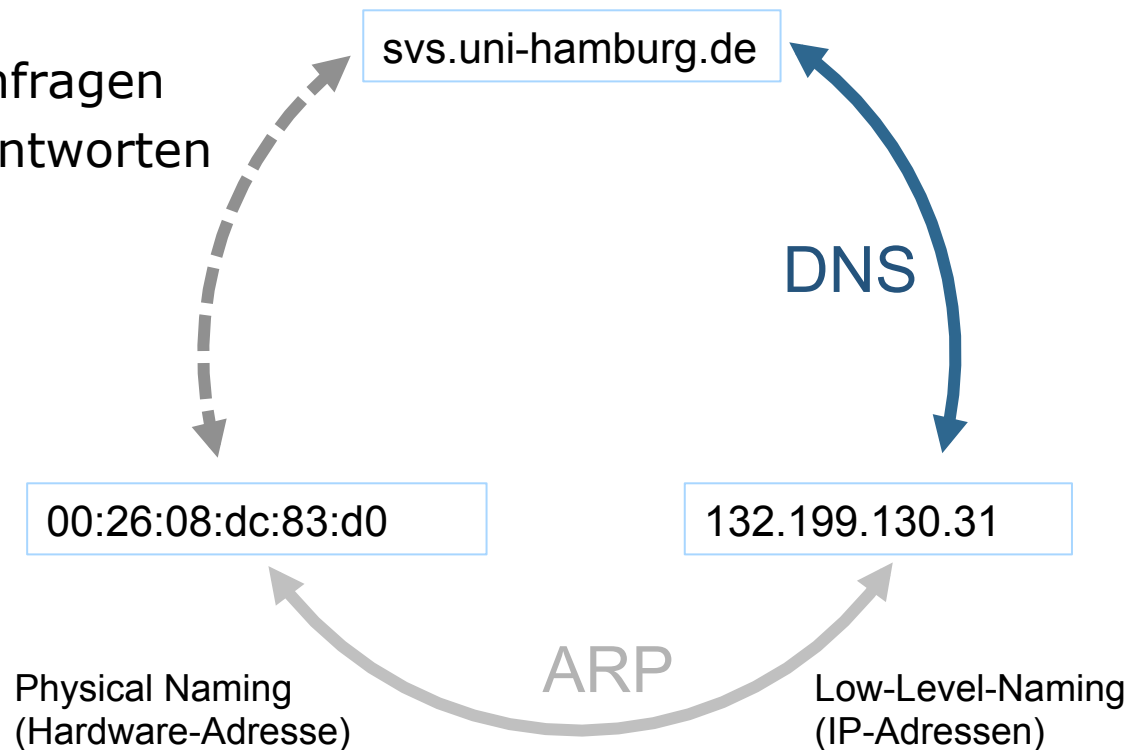 svs.uni-hamburg.de
nfragen
ntworten
DNS
00:26:08:dc:83:d0
132.199.130.31
ARP
Physical Naming
(Hardware-Adresse)
Low-Level-Naming
(IP-Adressen)